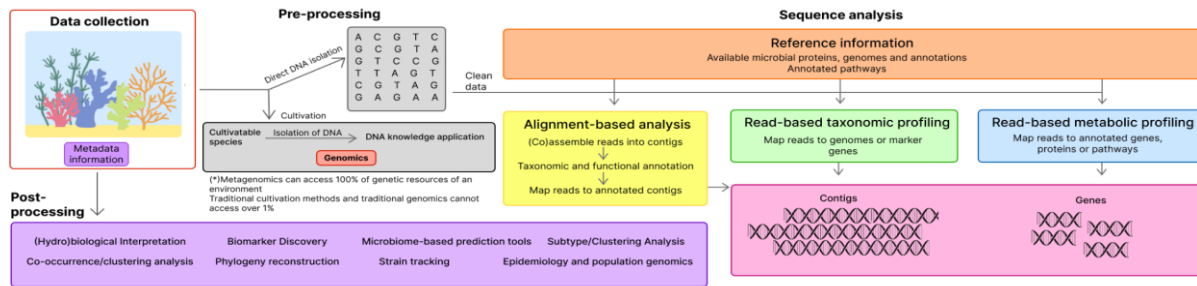 Data collection
Metadata
information
Pre-processing
Direct DNA isolation
A C G T C
G C G T A
G T C C G
T T A G T
C G T A G
G A G A A
Clean
data
Cultivation
Cultivatable
species
Isolation of DNA
DNA knowledge application
Genomics
(*)Metagenomics can access 100% of genetic resources of an
environment
Traditional cultivation methods and traditional genomics cannot
access over 1%
Sequence analysis
Reference information
Available microbial proteins, genomes and annotations
Annotated pathways
Alignment-based analysis
(Co)assemble reads into contigs
Taxonomic and functional annotation
Map reads to annotated contigs
Read-based taxonomic profiling
Map reads to genomes or marker
genes
Read-based metabolic profiling
Map reads to annotated genes,
proteins or pathways
Contigs
Genes
Post-
processing
(Hydro)biological Interpretation
Biomarker Discovery
Microbiome-based prediction tools
Subtype/Clustering Analysis
Co-occurrence/clustering analysis
Phylogeny reconstruction
Strain tracking
Epidemiology and population genomics